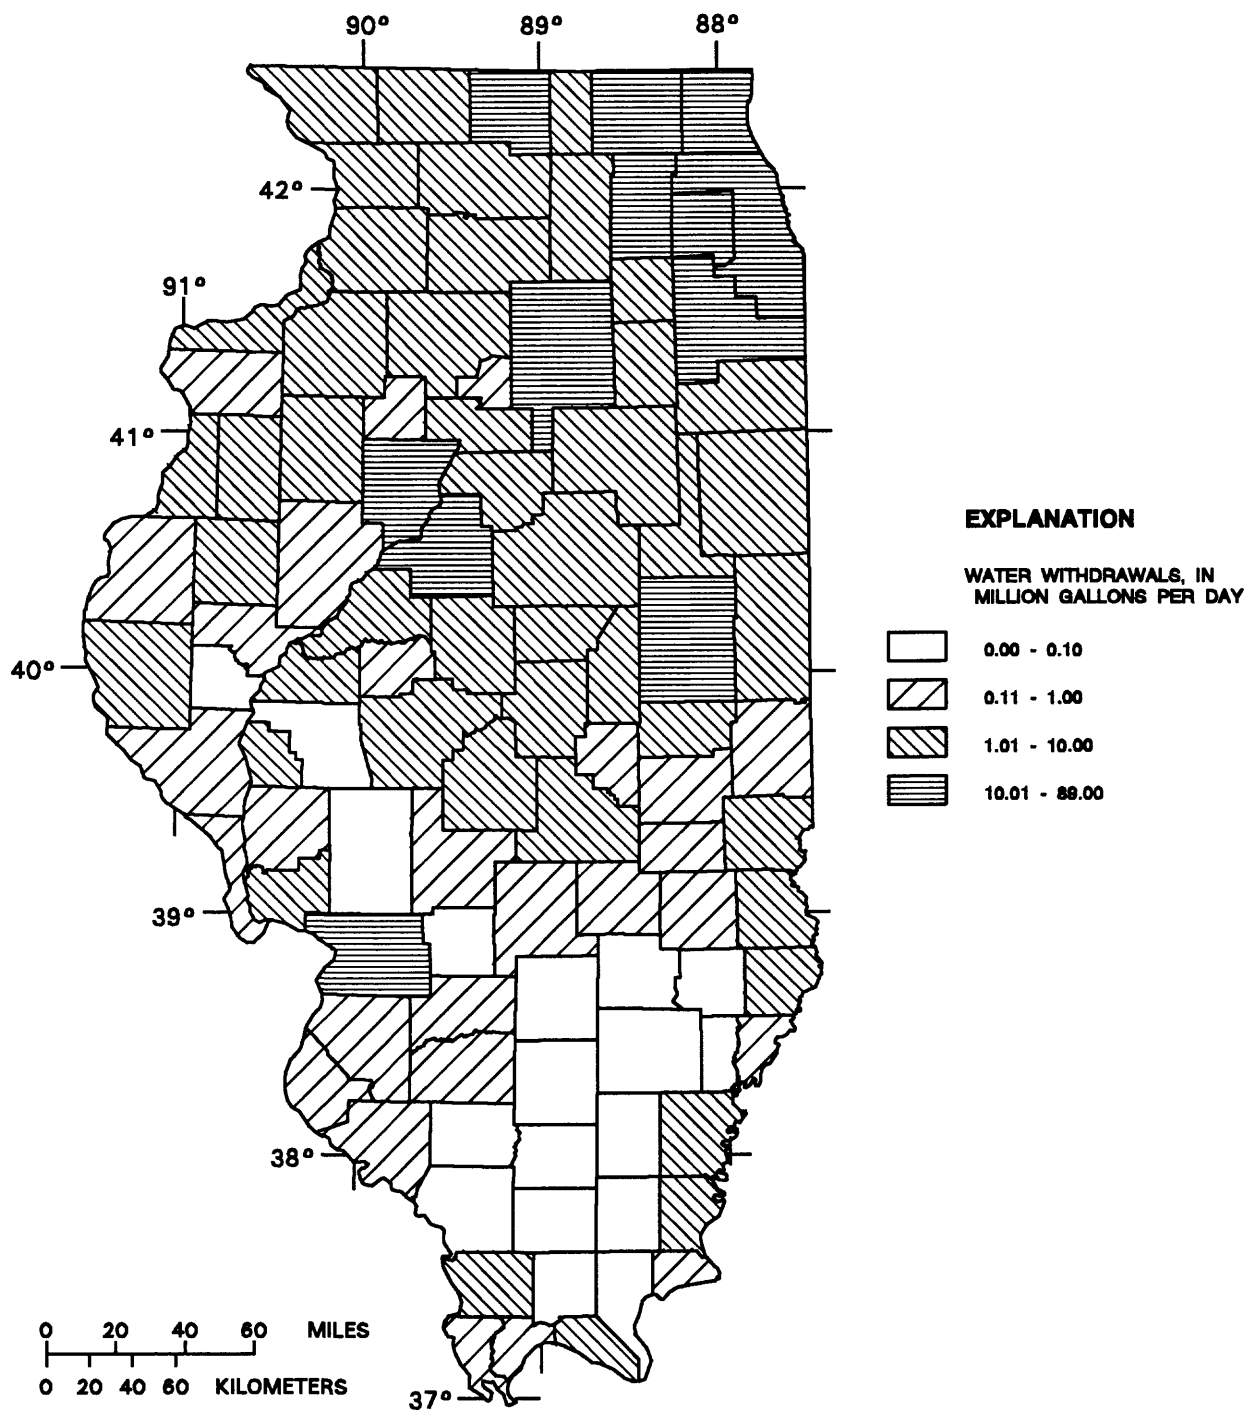 90° 89° 88°
42°
91°
41°
EXPLANATION
WATER WITHDRAWALS, IN
MILLION GALLONS PER DAY
0.00 - 0.10
40°
0.11 - 1.00
1.01 - 10.00
10.01 - 89.00
39°
38°
0 20 40 60 MILES
0 20 40 60 KILOMETERS
37°